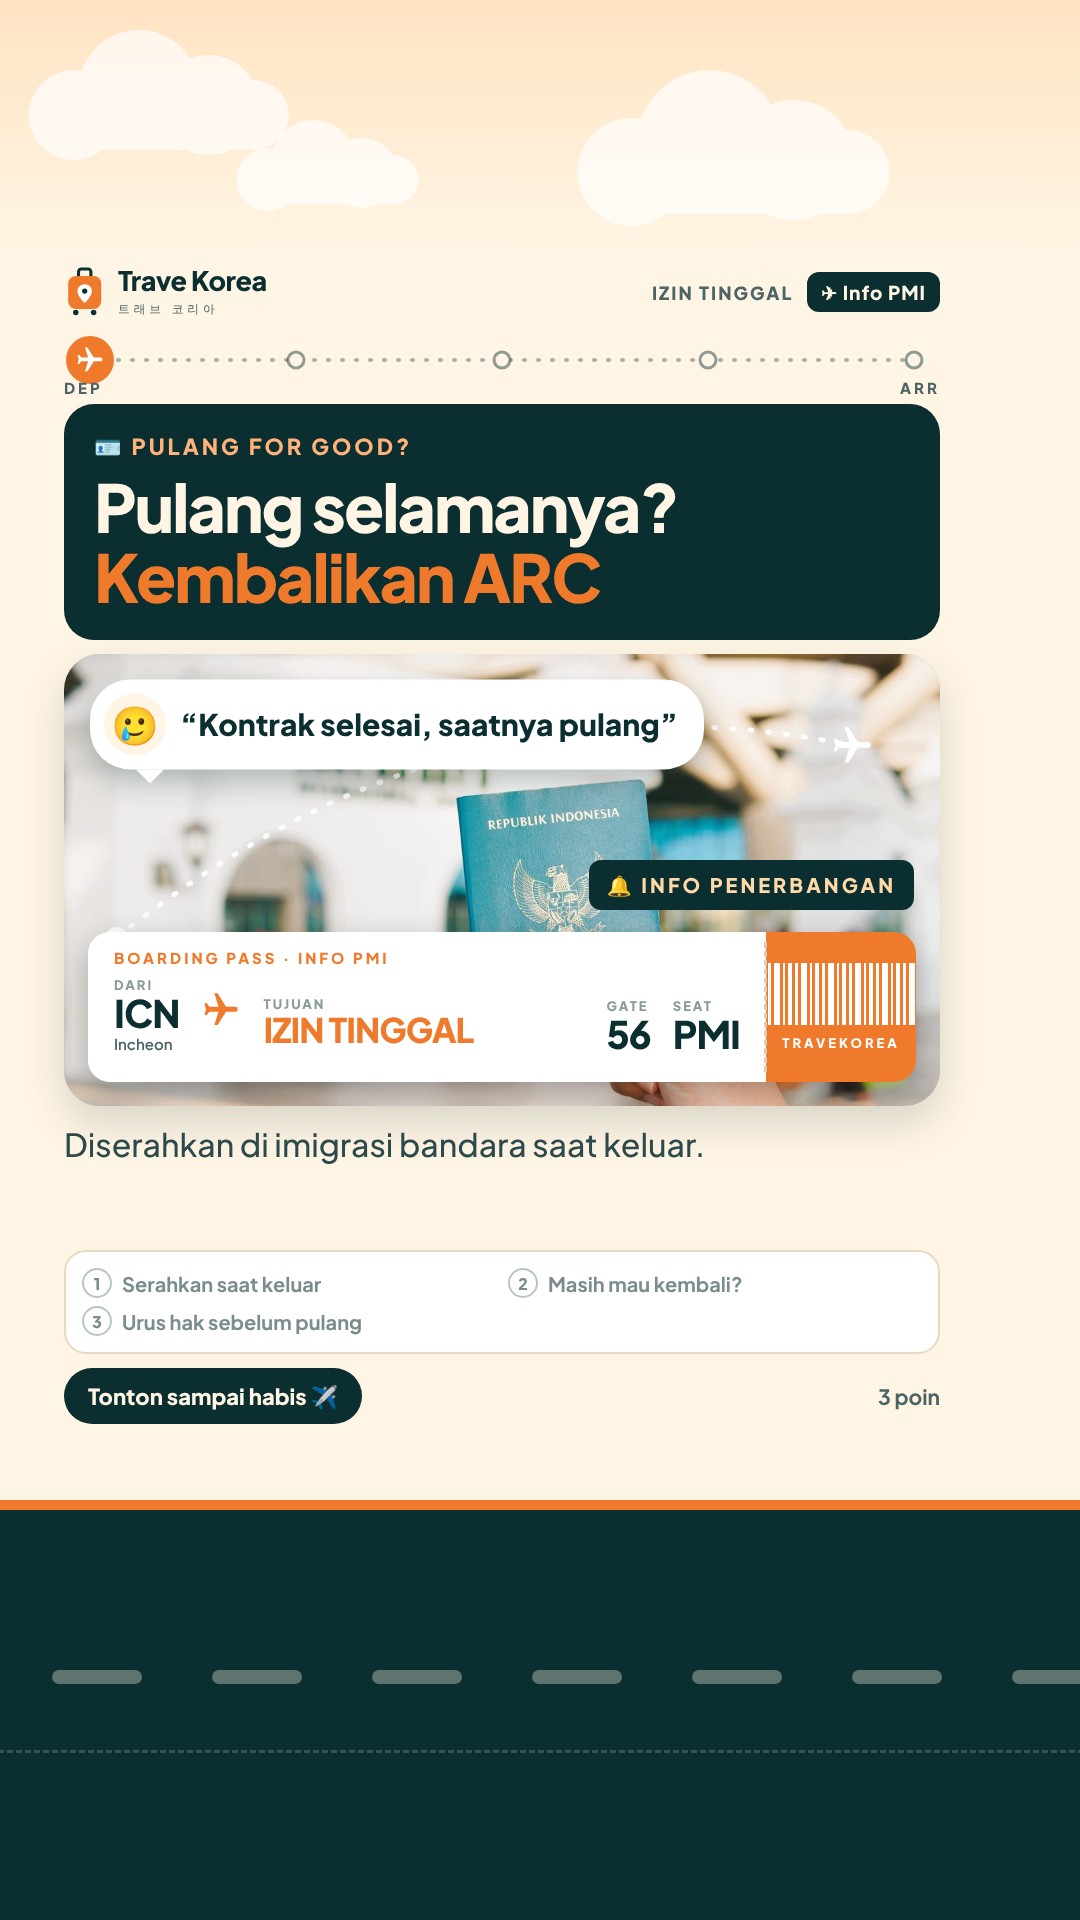 Trave Korea
트래브 코리아
IZIN TINGGAL
✈ Info PMI
DEP
ARR
🪪 PULANG FOR GOOD?
Pulang selamanya?
Kembalikan ARC
🥲 “Kontrak selesai, saatnya pulang”
REPUBLIK INDONESIA
🔔 INFO PENERBANGAN
BOARDING PASS · INFO PMI
DARI
ICN
Incheon
TUJUAN
IZIN TINGGAL
GATE
56
SEAT
PMI
TRAVEKOREA
Diserahkan di imigrasi bandara saat keluar.
1 Serahkan saat keluar
2 Masih mau kembali?
3 Urus hak sebelum pulang
Tonton sampai habis ✈️
3 poin